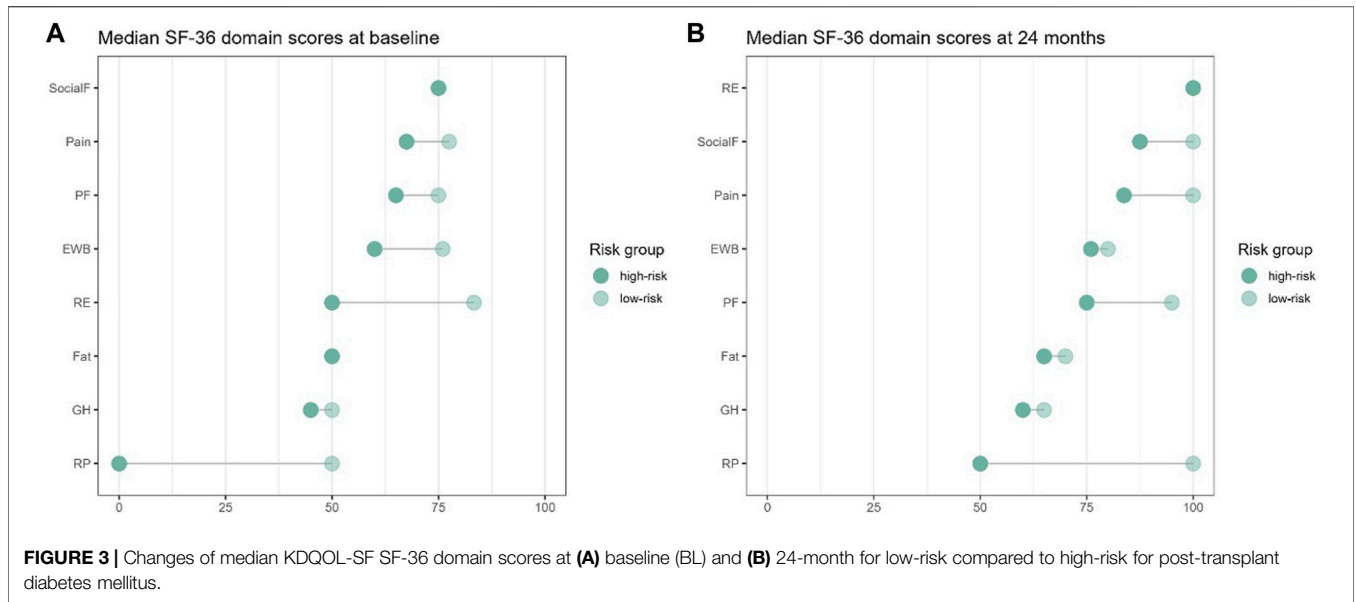 A
Median SF-36 domain scores at baseline
SocialF
Pain
PF
EWB
RE
Fat
GH
RP
0 25 50 75 100
Risk group
high-risk
low-risk
B
Median SF-36 domain scores at 24 months
RE
SocialF
Pain
EWB
PF
Fat
GH
RP
0 25 50 75 100
Risk group
high-risk
low-risk
FIGURE 3 | Changes of median KDQOL-SF SF-36 domain scores at (A) baseline (BL) and (B) 24-month for low-risk compared to high-risk for post-transplant
diabetes mellitus.